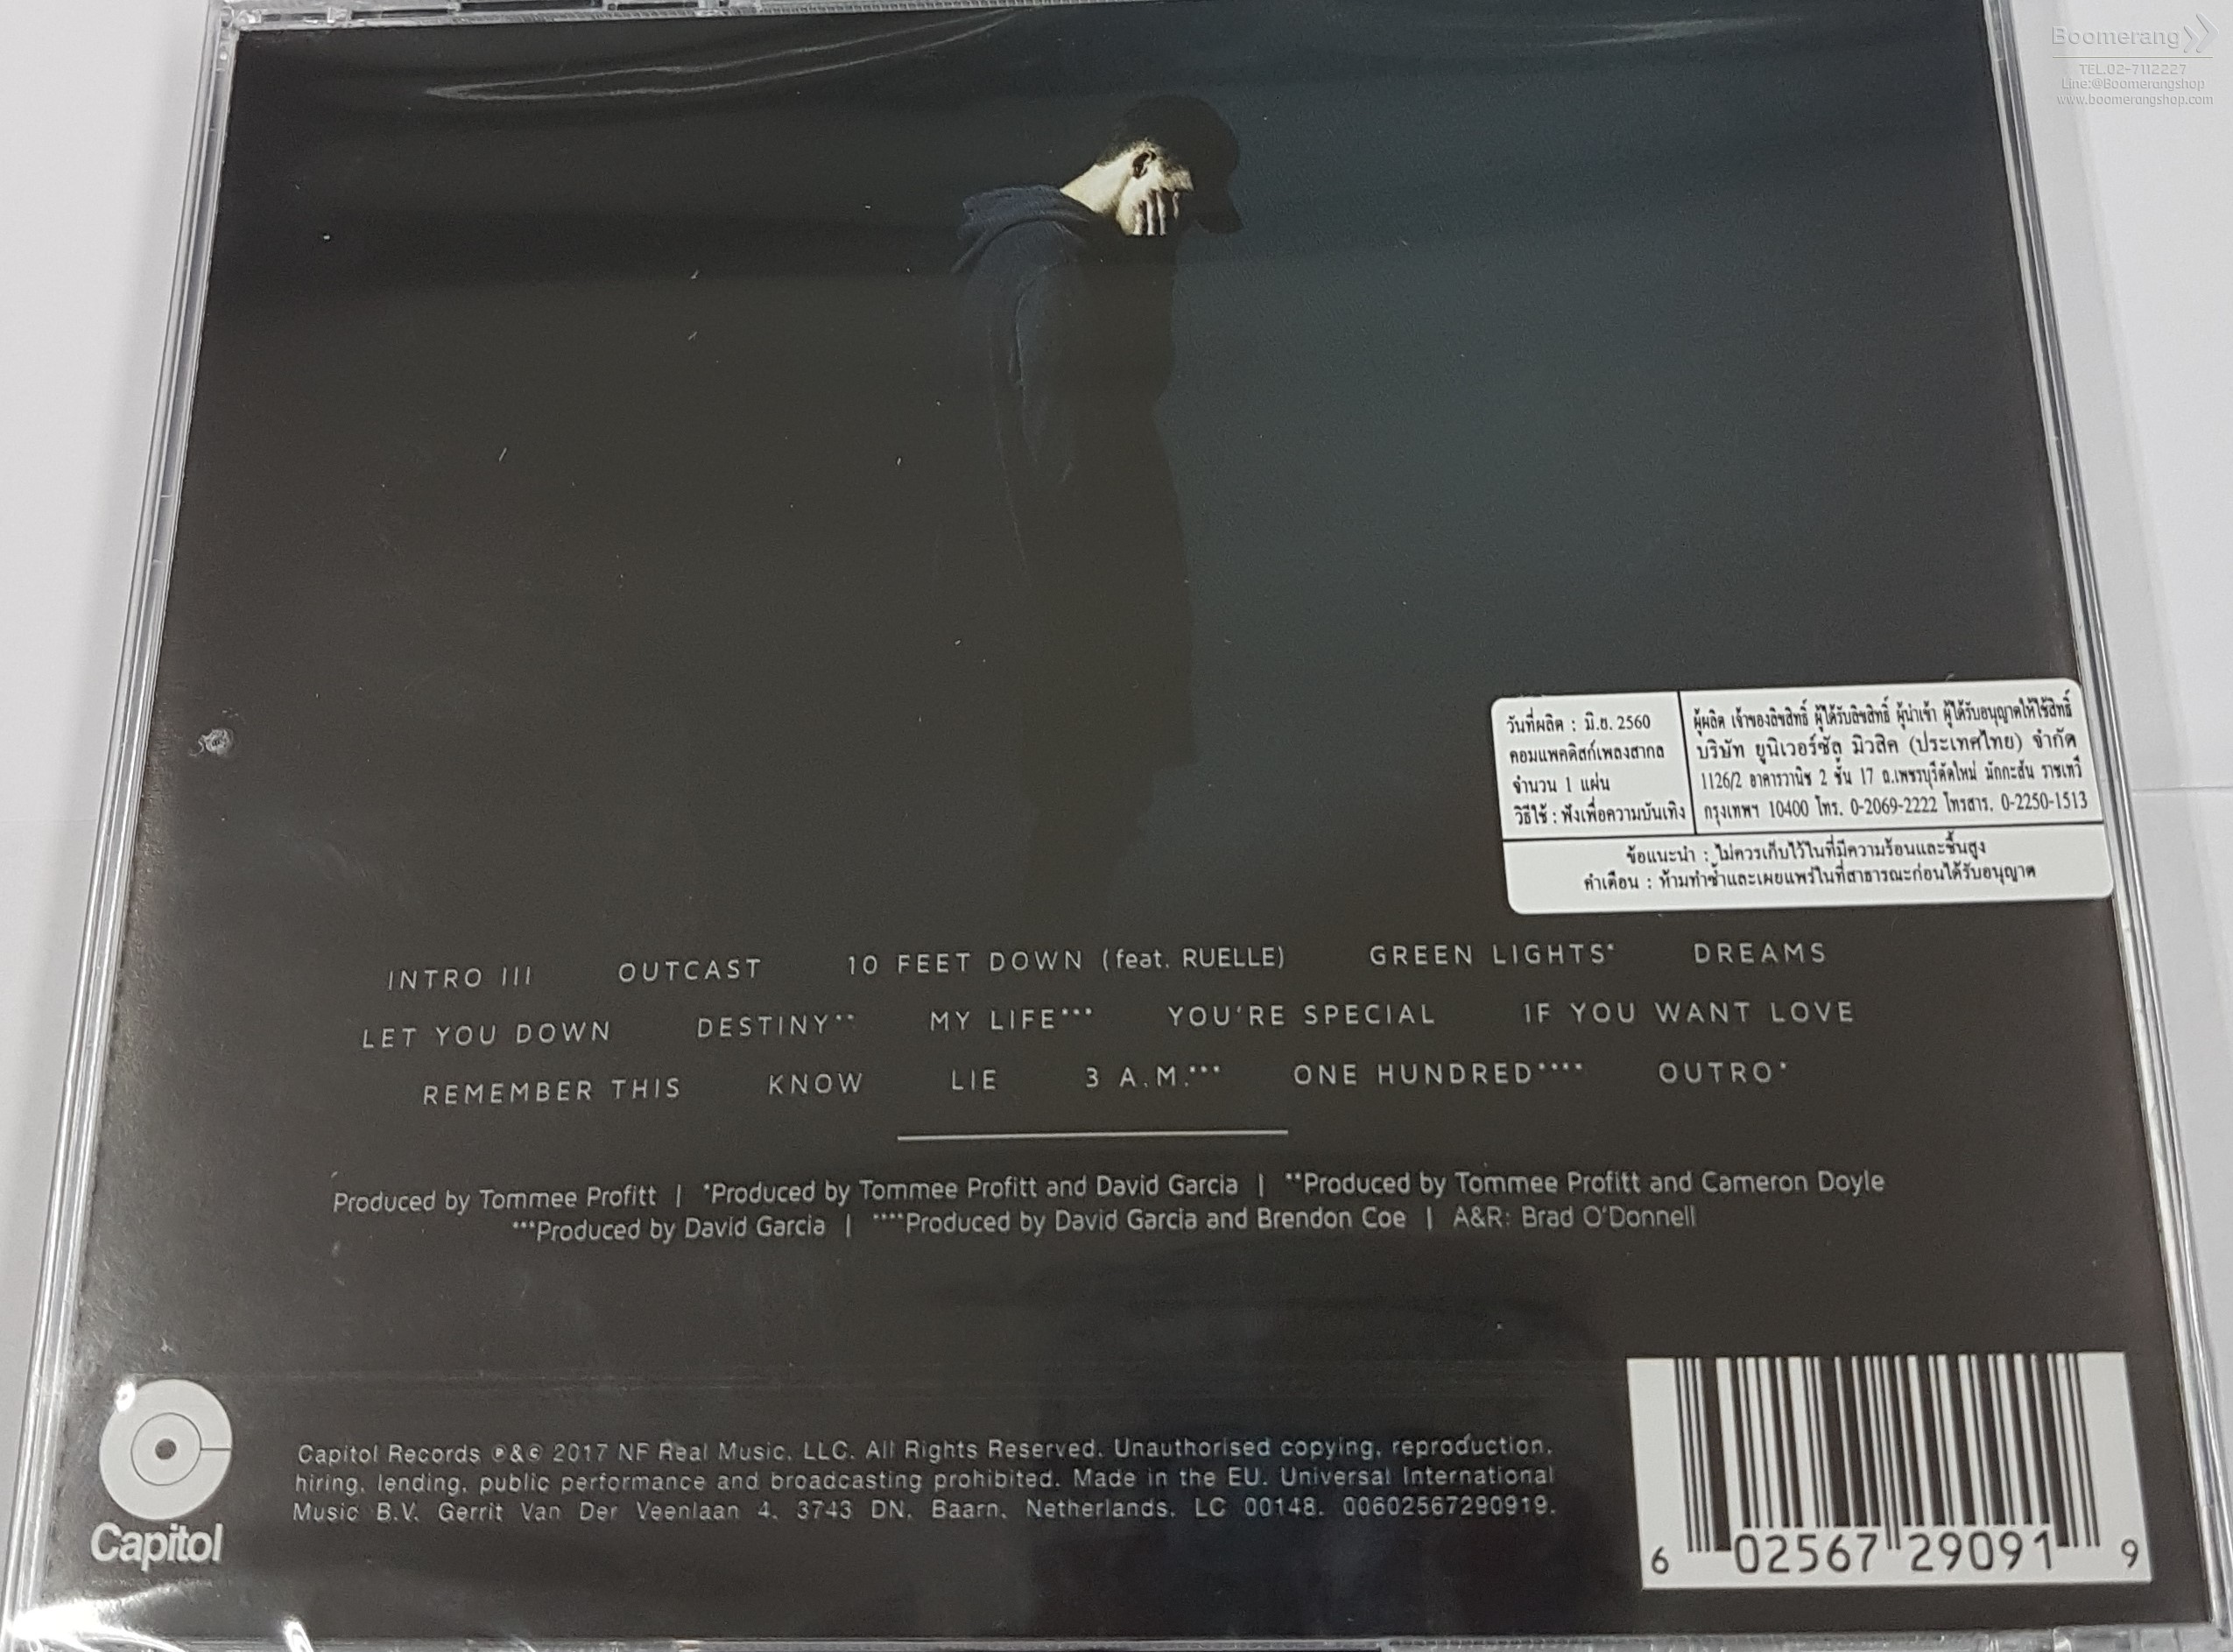 Boomerang
TEL.02-7112227
Line:@Boomerangshop
www.boomerangshop.com
วันที่ผลิต : มิ.ย. 2560
คอมแพคดิสก์เพลงสากล
จำนวน 1 แผ่น
วิธีใช้ : ฟังเพื่อความบันเทิง
ผู้ผลิต เจ้าของลิขสิทธิ์ ผู้ได้รับลิขสิทธิ์ ผู้นำเข้า ผู้ได้รับอนุญาตให้ใช้สิทธิ์
บริษัท ยูนิเวอร์ซัล มิวสิค (ประเทศไทย) จำกัด
1126/2 อาคารวานิช 2 ชั้น 17 ถ.เพชรบุรีตัดใหม่ มักกะสัน ราชเทวี
กรุงเทพฯ 10400 โทร. 0-2069-2222 โทรสาร. 0-2250-1513
ข้อแนะนำ : ไม่ควรเก็บไว้ในที่มีความร้อนและชื้นสูง
คำเตือน : ห้ามทำซ้ำและเผยแพร่ในที่สาธารณะก่อนได้รับอนุญาต
INTRO III OUTCAST 10 FEET DOWN (feat. RUELLE) GREEN LIGHTS* DREAMS
LET YOU DOWN DESTINY** MY LIFE*** YOU'RE SPECIAL IF YOU WANT LOVE
REMEMBER THIS KNOW LIE 3 A.M.*** ONE HUNDRED**** OUTRO*
Produced by Tommee Profitt | *Produced by Tommee Profitt and David Garcia | **Produced by Tommee Profitt and Cameron Doyle
***Produced by David Garcia | ****Produced by David Garcia and Brendon Coe | A&R: Brad O'Donnell
Capitol
Capitol Records ℗&© 2017 NF Real Music, LLC. All Rights Reserved. Unauthorised copying, reproduction,
hiring, lending, public performance and broadcasting prohibited. Made in the EU. Universal International
Music B.V. Gerrit Van Der Veenlaan 4, 3743 DN, Baarn, Netherlands. LC 00148. 00602567290919.
6 02567 29091 9